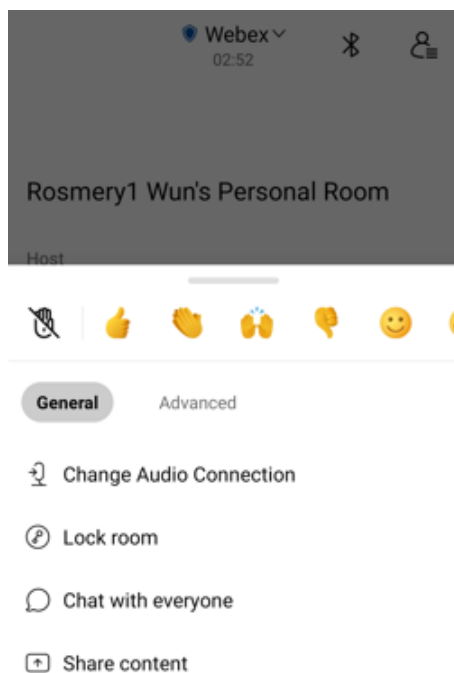 Webex
02:52
Rosmery1 Wun's Personal Room
Host
General Advanced
Change Audio Connection
Lock room
Chat with everyone
Share content